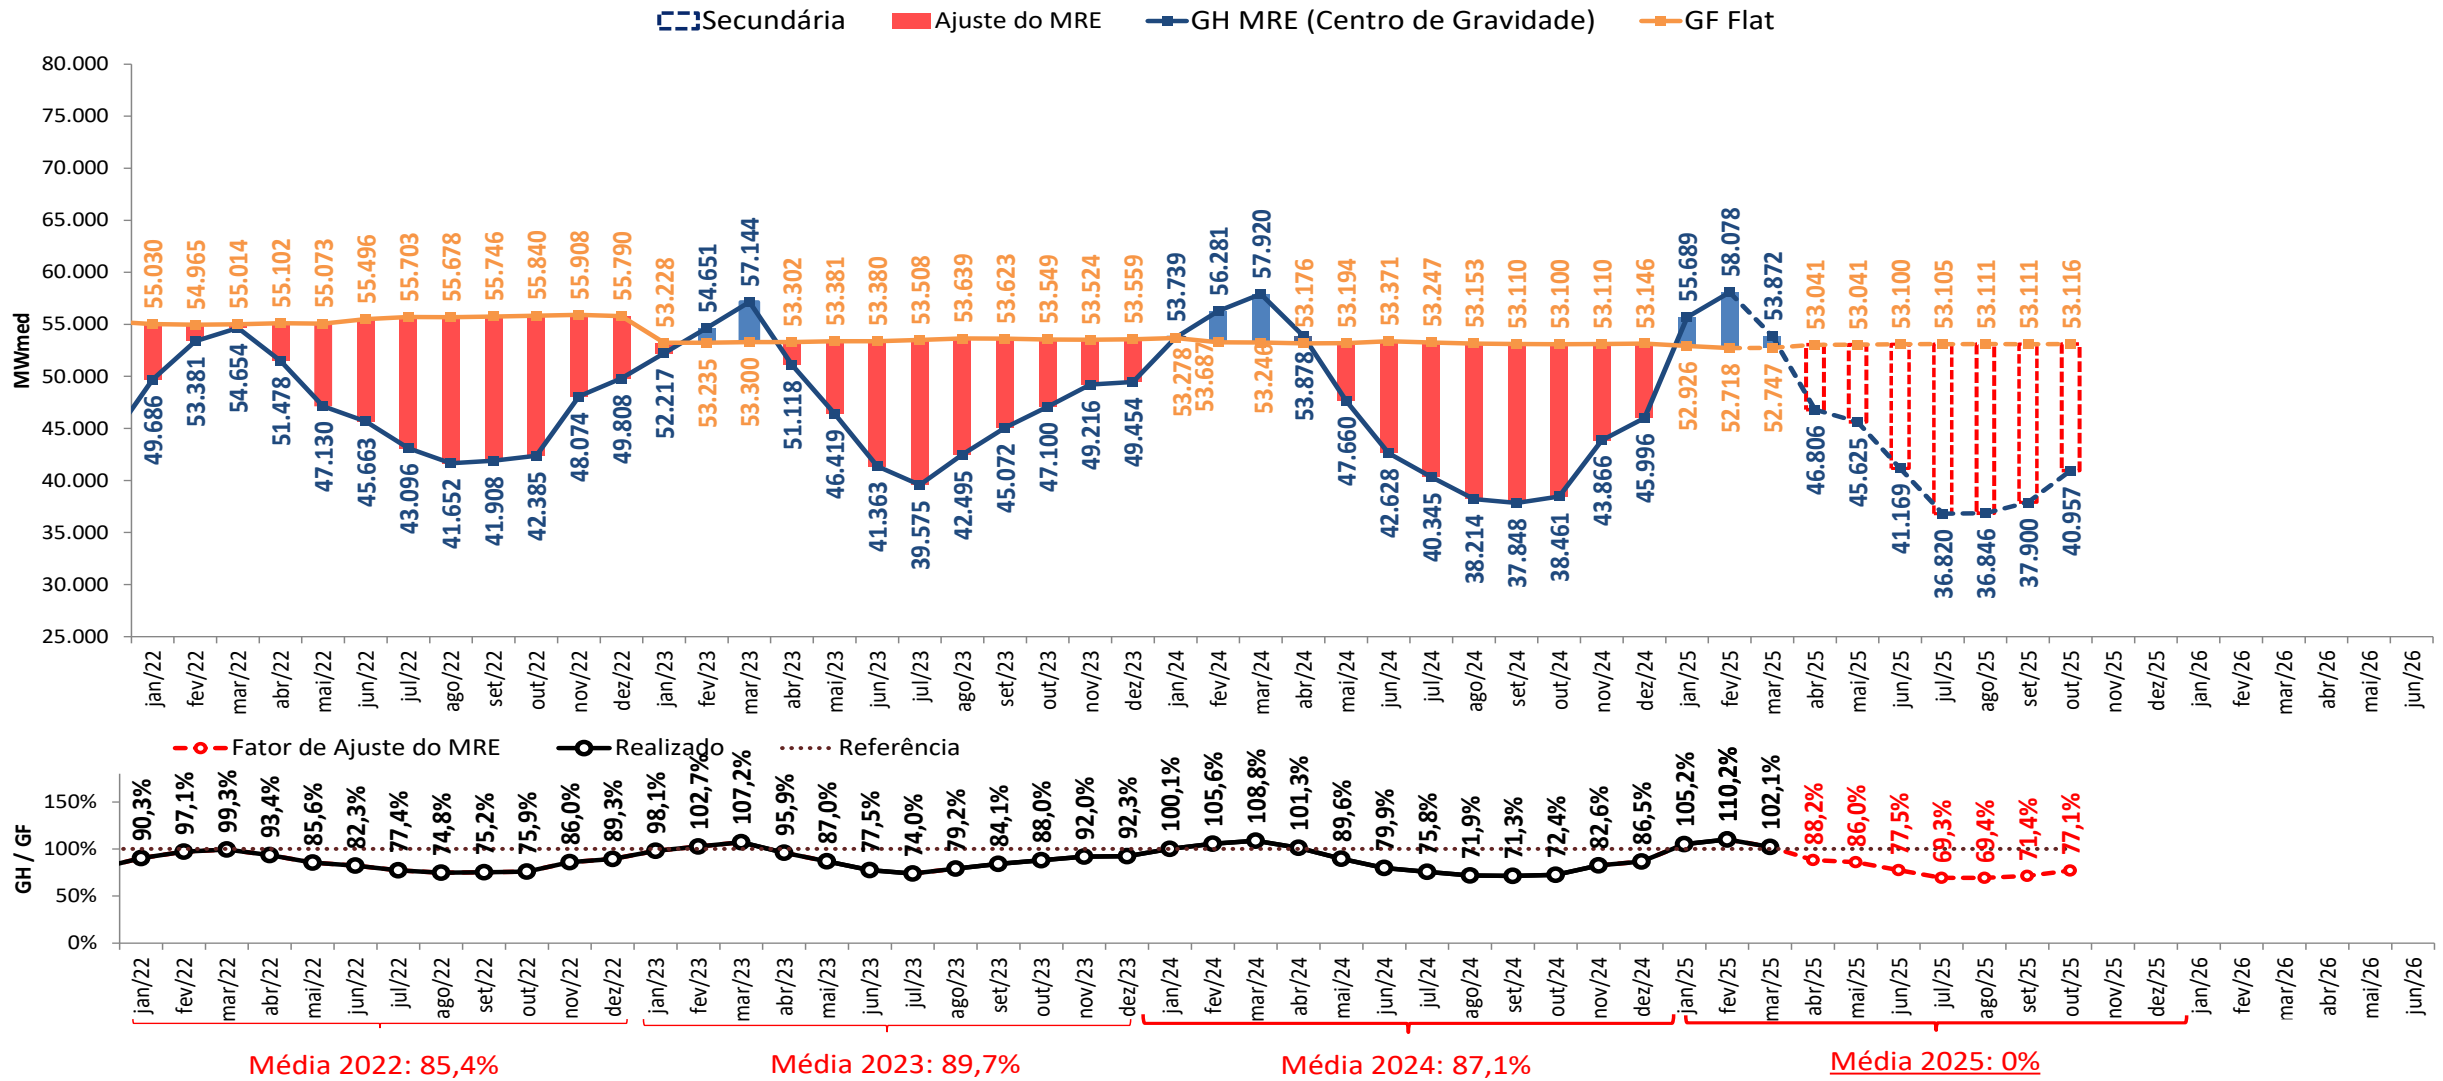 Secundária Ajuste do MRE GH MRE (Centro de Gravidade) GF Flat
80.000
75.000
70.000
65.000
60.000
55.000
50.000
45.000
40.000
35.000
30.000
25.000
MWmed
55.030 54.965 55.014 55.102 55.073 55.496 55.703 55.678 55.746 55.840 55.908 55.790 53.228 54.651 57.144 53.302 53.381 53.380 53.508 53.639 53.623 53.549 53.524 53.559 53.739 56.281 57.920 53.176 53.194 53.371 53.247 53.153 53.110 53.100 53.110 53.146 55.689 58.078 53.872 53.041 53.041 53.100 53.105 53.111 53.111 53.116
49.686 53.381 54.654 51.478 47.130 45.663 43.096 41.652 41.908 42.385 48.074 49.808 52.217 53.235 53.300 51.118 46.419 41.363 39.575 42.495 45.072 47.100 49.216 49.454 53.278 53.687 53.246 53.878 47.660 42.628 40.345 38.214 37.848 38.461 43.866 45.996 52.926 52.718 52.747 46.806 45.625 41.169 36.820 36.846 37.900 40.957
jan/22 fev/22 mar/22 abr/22 mai/22 jun/22 jul/22 ago/22 set/22 out/22 nov/22 dez/22 jan/23 fev/23 mar/23 abr/23 mai/23 jun/23 jul/23 ago/23 set/23 out/23 nov/23 dez/23 jan/24 fev/24 mar/24 abr/24 mai/24 jun/24 jul/24 ago/24 set/24 out/24 nov/24 dez/24 jan/25 fev/25 mar/25 abr/25 mai/25 jun/25 jul/25 ago/25 set/25 out/25 nov/25 dez/25 jan/26 fev/26 mar/26 abr/26 mai/26 jun/26
Fator de Ajuste do MRE Realizado Referência
90,3% 97,1% 99,3% 93,4% 85,6% 82,3% 77,4% 74,8% 75,2% 75,9% 86,0% 89,3% 98,1% 102,7% 107,2% 95,9% 87,0% 77,5% 74,0% 79,2% 84,1% 88,0% 92,0% 92,3% 100,1% 105,6% 108,8% 101,3% 89,6% 79,9% 75,8% 71,9% 71,3% 72,4% 82,6% 86,5% 105,2% 110,2% 102,1% 88,2% 86,0% 77,5% 69,3% 69,4% 71,4% 77,1%
150%
100%
50%
0%
GH / GF
jan/22 fev/22 mar/22 abr/22 mai/22 jun/22 jul/22 ago/22 set/22 out/22 nov/22 dez/22 jan/23 fev/23 mar/23 abr/23 mai/23 jun/23 jul/23 ago/23 set/23 out/23 nov/23 dez/23 jan/24 fev/24 mar/24 abr/24 mai/24 jun/24 jul/24 ago/24 set/24 out/24 nov/24 dez/24 jan/25 fev/25 mar/25 abr/25 mai/25 jun/25 jul/25 ago/25 set/25 out/25 nov/25 dez/25 jan/26 fev/26 mar/26 abr/26 mai/26 jun/26
Média 2022: 85,4% Média 2023: 89,7% Média 2024: 87,1% Média 2025: 0%